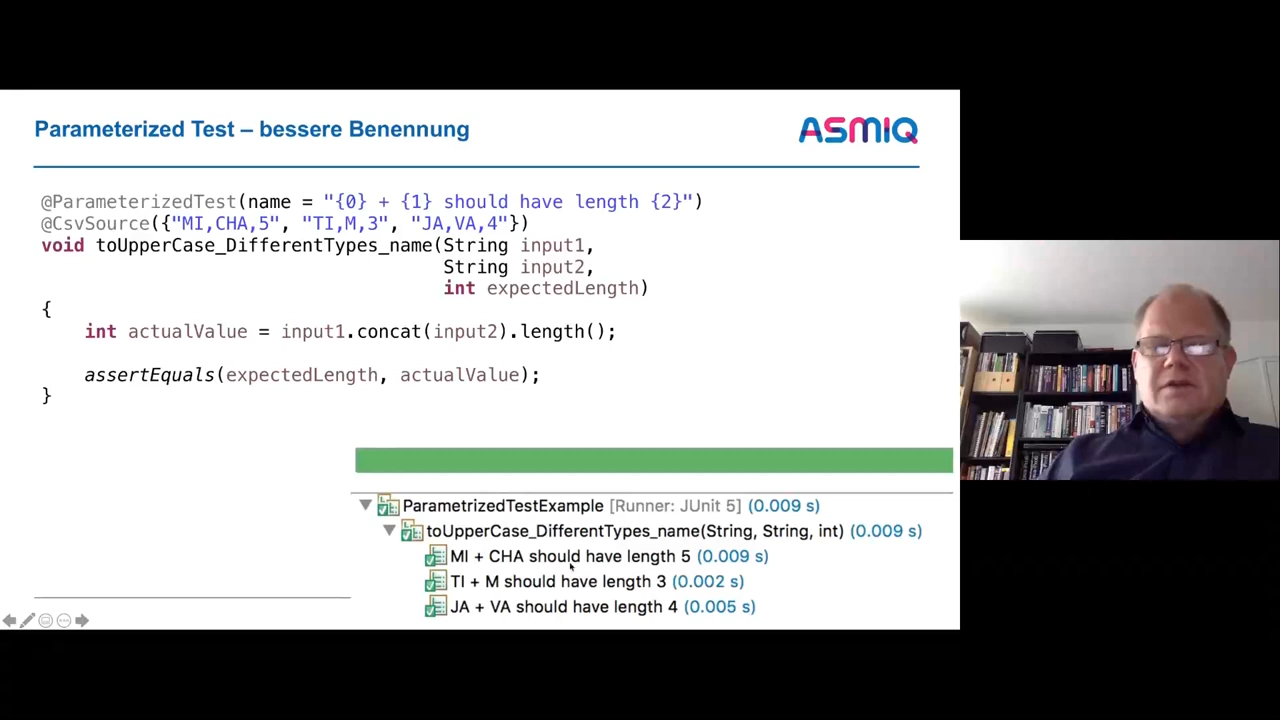 Parameterized Test – bessere Benennung
ASMIQ
@ParameterizedTest(name = "{0} + {1} should have length {2}")
@CsvSource({"MI,CHA,5", "TI,M,3", "JA,VA,4"})
void toUpperCase_DifferentTypes_name(String input1,
String input2,
int expectedLength)
{
int actualValue = input1.concat(input2).length();
assertEquals(expectedLength, actualValue);
}
ParametrizedTestExample [Runner: JUnit 5] (0.009 s)
toUpperCase_DifferentTypes_name(String, String, int) (0.009 s)
MI + CHA should have length 5 (0.009 s)
TI + M should have length 3 (0.002 s)
JA + VA should have length 4 (0.005 s)